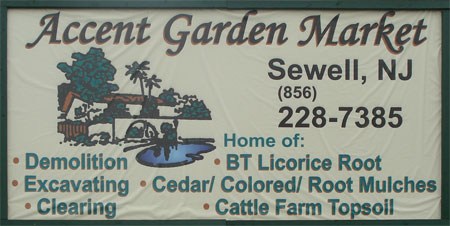 Accent Garden Market
Sewell, NJ
(856)
228-7385
Home of:
• Demolition • BT Licorice Root
• Excavating • Cedar/ Colored/ Root Mulches
• Clearing • Cattle Farm Topsoil